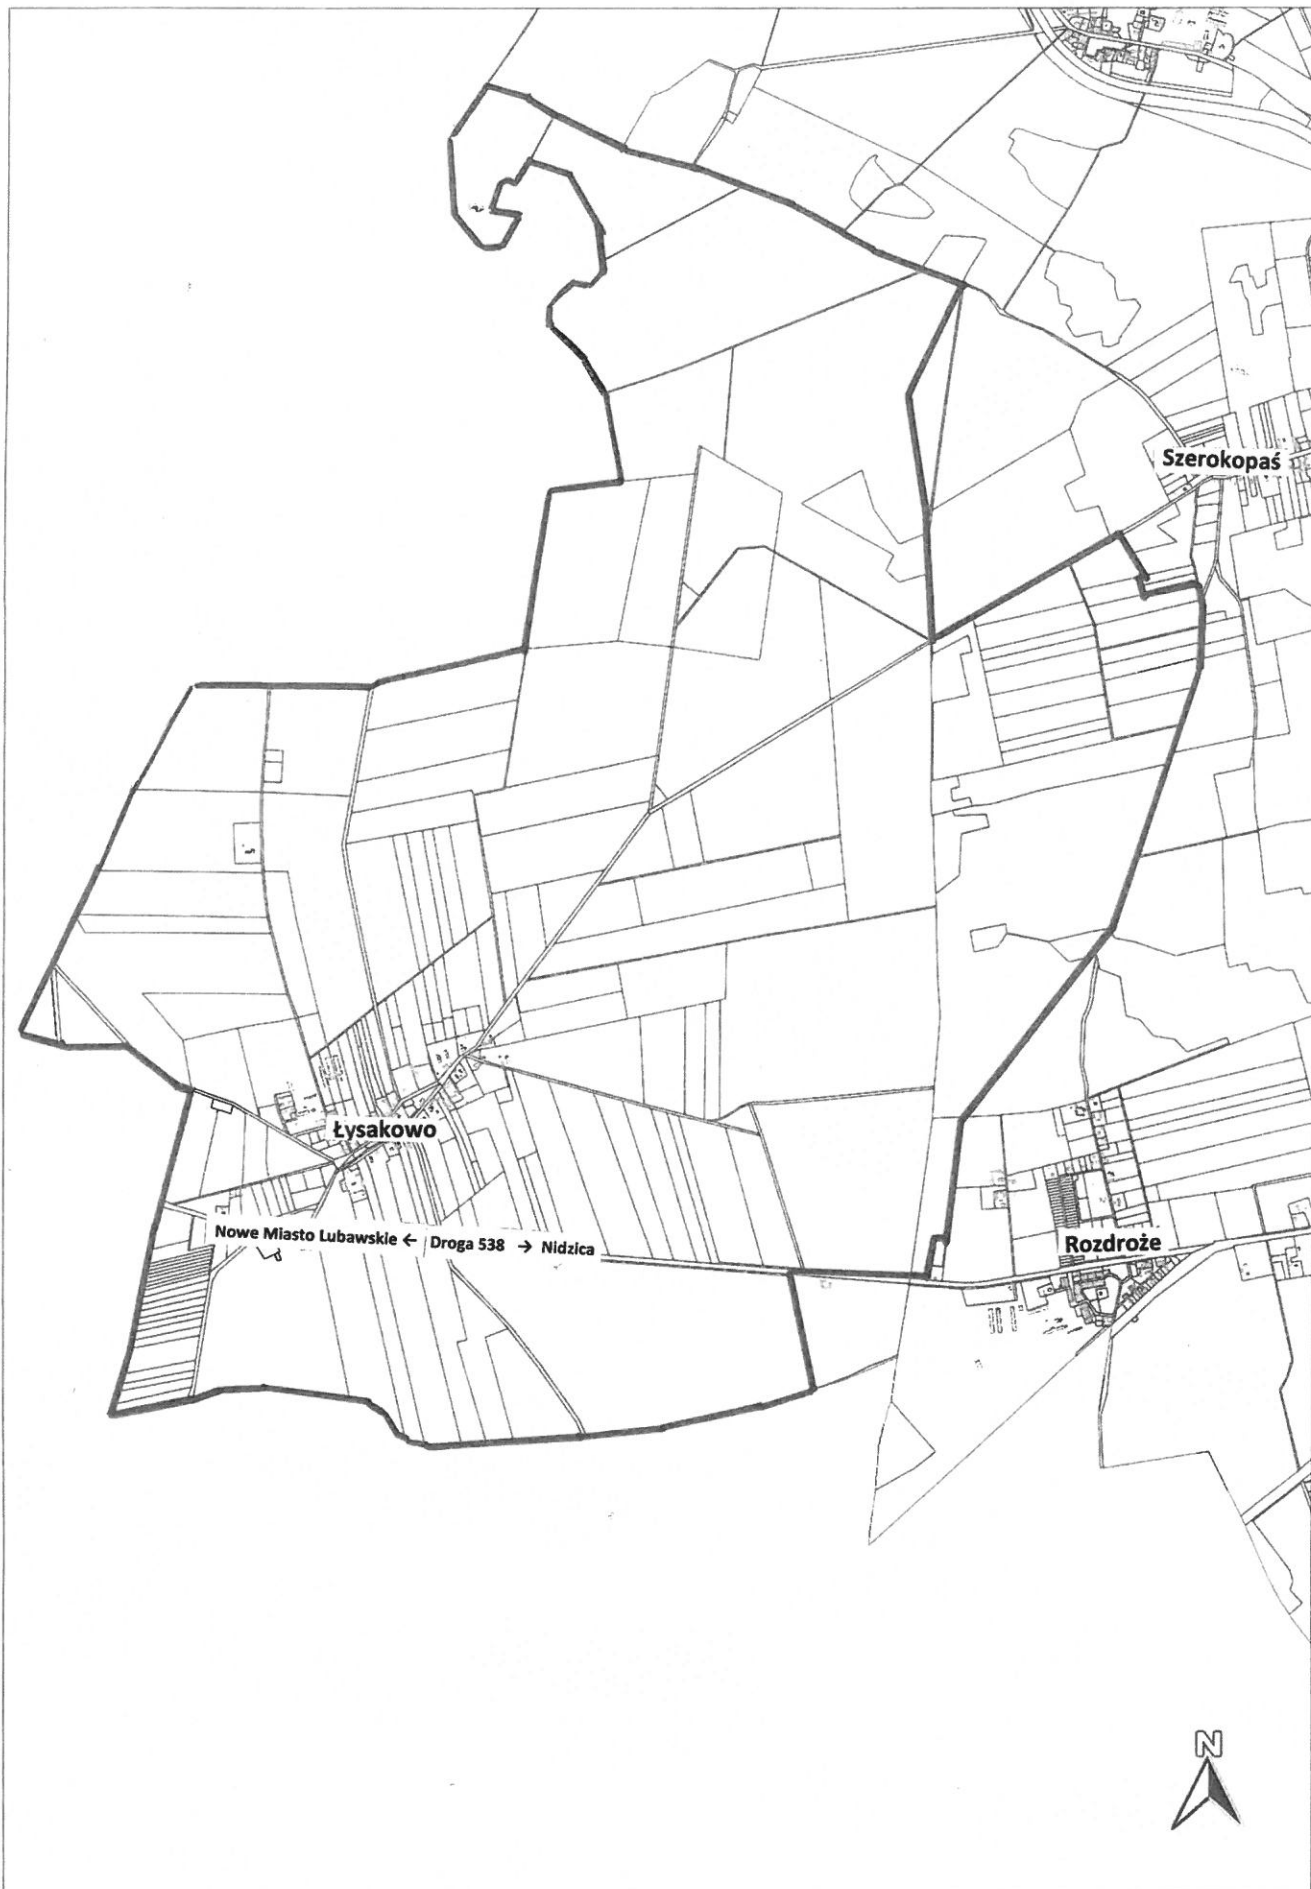 Szerokopaś
Łysakowo
Nowe Miasto Lubawskie ← Droga 538 → Nidzica
Rozdroże
N